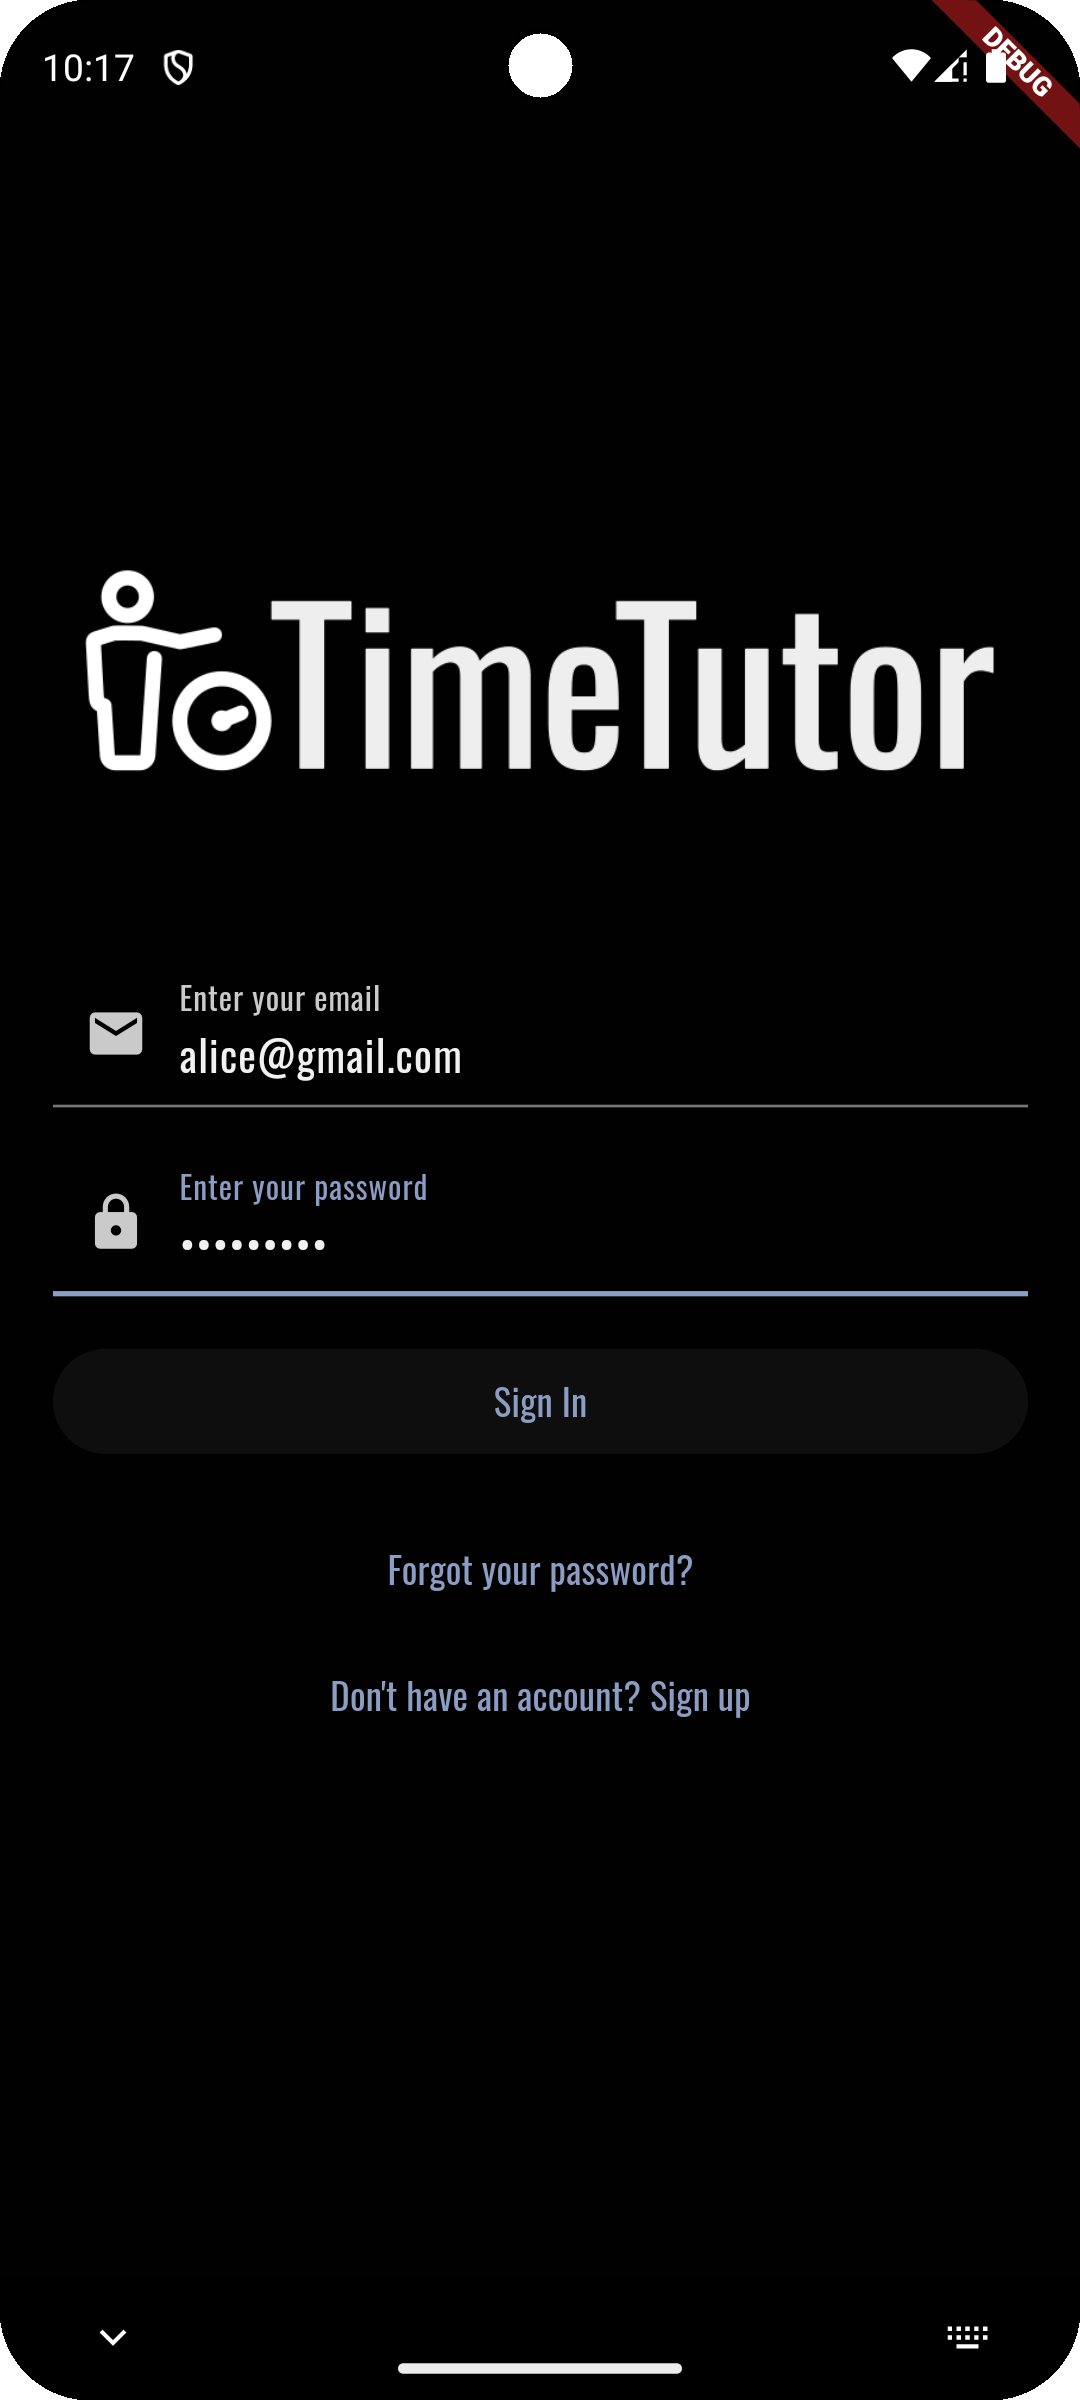 10:17
DEBUG
TimeTutor
Enter your email
alice@gmail.com
Enter your password
•••••••••
Sign In
Forgot your password?
Don't have an account? Sign up